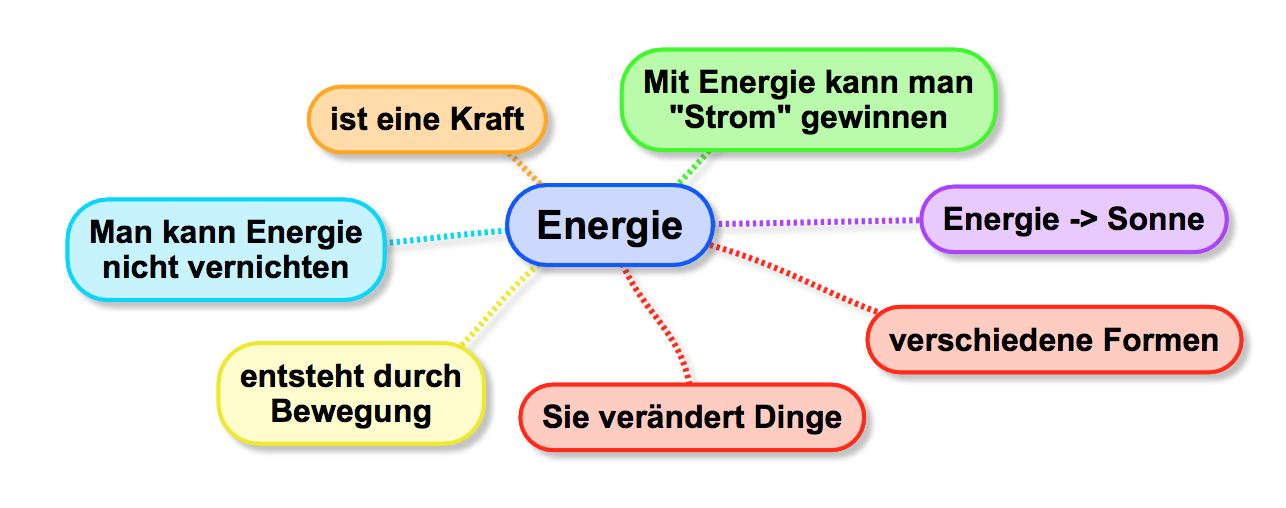 Mit Energie kann man
"Strom" gewinnen
ist eine Kraft
Energie -> Sonne
Energie
Man kann Energie
nicht vernichten
verschiedene Formen
entsteht durch
Bewegung
Sie verändert Dinge